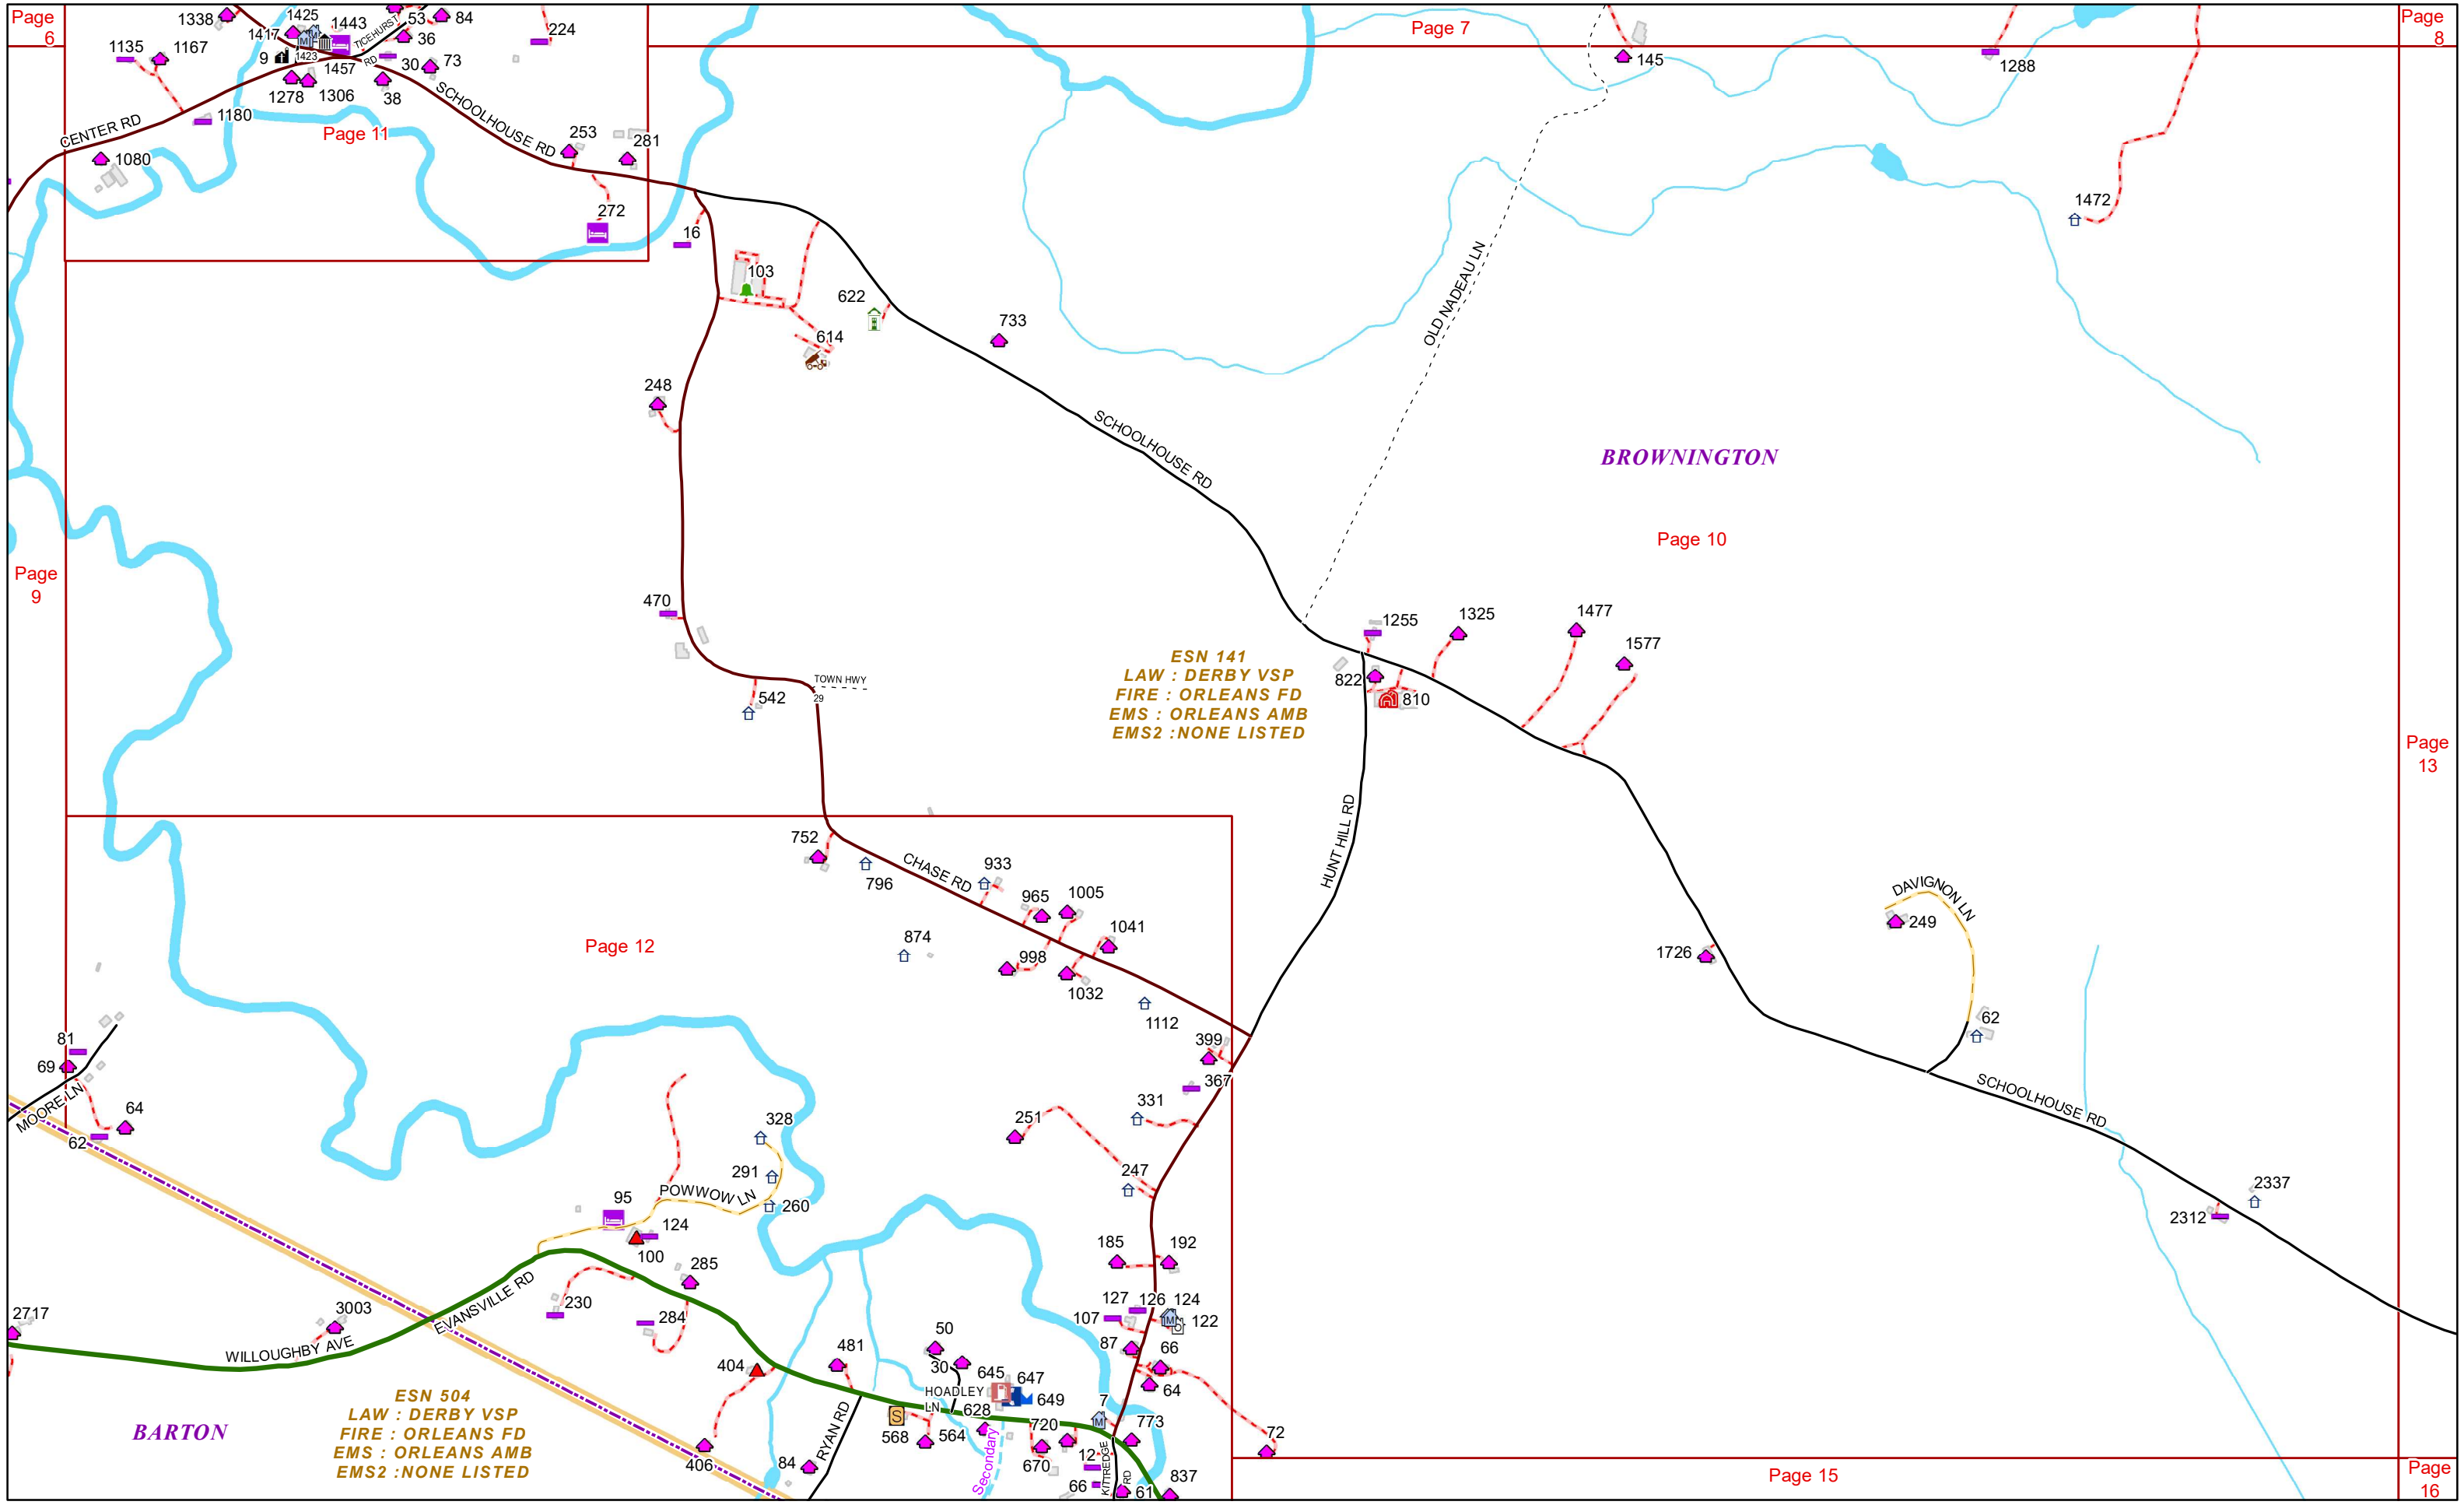 Page
6
1338
1425
1443
TICEHURST
RD
53
84
1417
36
224
Page 7
Page
8
1135
1167
9
1423
1457
30
73
145
1288
1278
1306
38
CENTER RD
1180
Page 11
SCHOOLHOUSE RD
253
281
1080
272
16
1472
103
622
614
733
OLD NADEAU LN
248
SCHOOLHOUSE RD
BROWNINGTON
Page 10
Page
9
470
1255
1325
1477
1577
ESN 141
LAW : DERBY VSP
FIRE : ORLEANS FD
EMS : ORLEANS AMB
EMS2 :NONE LISTED
822
810
TOWN HWY
29
542
Page
13
HUNT HILL RD
752
796
CHASE RD
933
965
1005
1041
874
998
1032
1112
Page 12
DAVIGNON LN
249
1726
62
399
367
331
251
247
SCHOOLHOUSE RD
81
69
MOORE LN
64
62
328
291
260
POWWOW LN
95
124
100
285
2337
2312
185
192
230
284
127
126
124
107
122
2717
3003
EVANSVILLE RD
WILLOUGHBY AVE
87
66
64
404
481
50
30
645
647
649
HOADLEY
LN
628
7
720
773
72
S
568
564
Secondary
670
12
66
KITTREDGE
RD
61
837
RYAN RD
84
406
ESN 504
LAW : DERBY VSP
FIRE : ORLEANS FD
EMS : ORLEANS AMB
EMS2 :NONE LISTED
BARTON
Page 15
Page
16